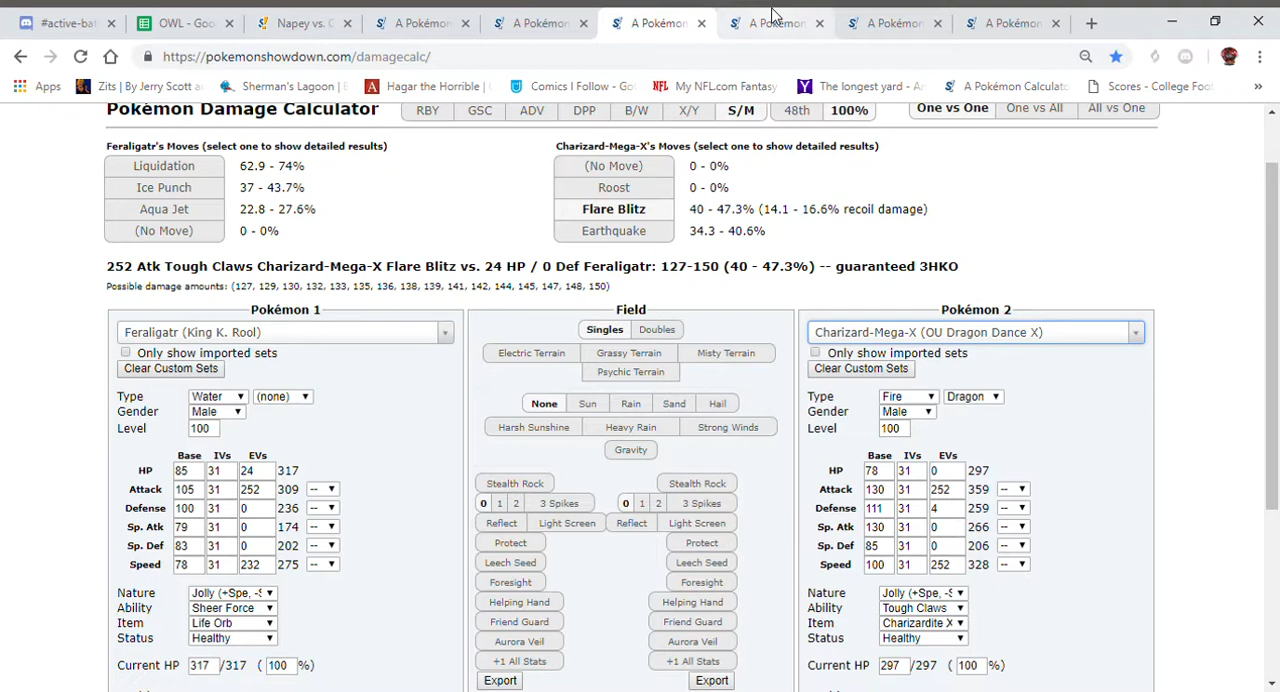 #active-bat
OWL - Goo
Napey vs. G
A Pokémon
A Pokémon
A Pokémon
A Pokémon
A Pokémon
A Pokémon
https://pokemonshowdown.com/damagecalc/
Apps
Zits | By Jerry Scott a
Sherman's Lagoon |
Hagar the Horrible |
Comics I Follow - Go
NFL My NFL.com Fantasy
The longest yard - A
A Pokémon Calculato
Scores - College Foot
»
Pokémon Damage Calculator
RBY GSC ADV DPP B/W X/Y S/M 48th 100% One vs One One vs All All vs One
Feraligatr's Moves (select one to show detailed results)
Liquidation 62.9 - 74%
Ice Punch 37 - 43.7%
Aqua Jet 22.8 - 27.6%
(No Move) 0 - 0%
Charizard-Mega-X's Moves (select one to show detailed results)
(No Move) 0 - 0%
Roost 0 - 0%
Flare Blitz 40 - 47.3% (14.1 - 16.6% recoil damage)
Earthquake 34.3 - 40.6%
252 Atk Tough Claws Charizard-Mega-X Flare Blitz vs. 24 HP / 0 Def Feraligatr: 127-150 (40 - 47.3%) -- guaranteed 3HKO
Possible damage amounts: (127, 129, 130, 132, 133, 135, 136, 138, 139, 141, 142, 144, 145, 147, 148, 150)
Pokémon 1
Feraligatr (King K. Rool)
Only show imported sets
Clear Custom Sets
Type Water (none)
Gender Male
Level 100
Base IVs EVs
HP 85 31 24 317
Attack 105 31 252 309 --
Defense 100 31 0 236 --
Sp. Atk 79 31 0 174 --
Sp. Def 83 31 0 202 --
Speed 78 31 232 275 --
Nature Jolly (+Spe, -S
Ability Sheer Force
Item Life Orb
Status Healthy
Current HP 317 /317 ( 100 %)
Field
Singles Doubles
Electric Terrain Grassy Terrain Misty Terrain
Psychic Terrain
None Sun Rain Sand Hail
Harsh Sunshine Heavy Rain Strong Winds
Gravity
Stealth Rock Stealth Rock
0 1 2 3 Spikes 0 1 2 3 Spikes
Reflect Light Screen Reflect Light Screen
Protect Protect
Leech Seed Leech Seed
Foresight Foresight
Helping Hand Helping Hand
Friend Guard Friend Guard
Aurora Veil Aurora Veil
+1 All Stats +1 All Stats
Export Export
Pokémon 2
Charizard-Mega-X (OU Dragon Dance X)
Only show imported sets
Clear Custom Sets
Type Fire Dragon
Gender Male
Level 100
Base IVs EVs
HP 78 31 0 297
Attack 130 31 252 359 --
Defense 111 31 4 259 --
Sp. Atk 130 31 0 266 --
Sp. Def 85 31 0 206 --
Speed 100 31 252 328 --
Nature Jolly (+Spe, -S
Ability Tough Claws
Item Charizardite X
Status Healthy
Current HP 297 /297 ( 100 %)